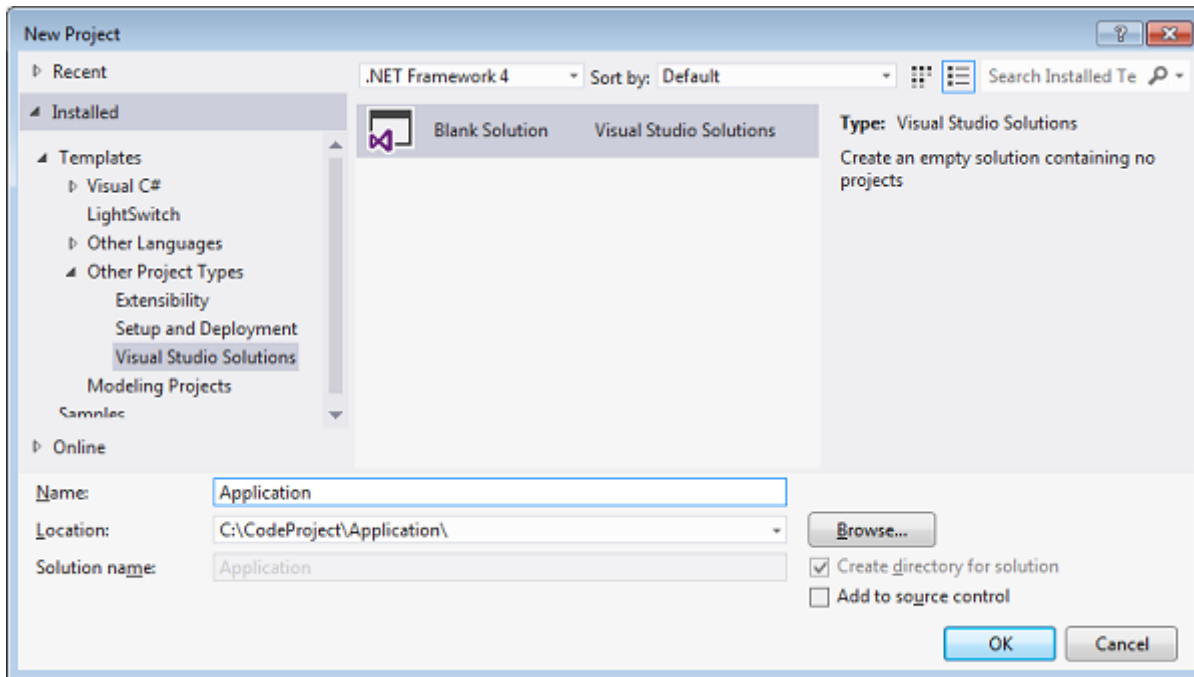 New Project
Recent
.NET Framework 4
Sort by: Default
Search Installed Te
Installed
Templates
Visual C#
LightSwitch
Other Languages
Other Project Types
Extensibility
Setup and Deployment
Visual Studio Solutions
Modeling Projects
Samples
Online
Blank Solution
Visual Studio Solutions
Type: Visual Studio Solutions
Create an empty solution containing no
projects
Name: Application
Location: C:\CodeProject\Application\
Browse...
Solution name: Application
Create directory for solution
Add to source control
OK
Cancel